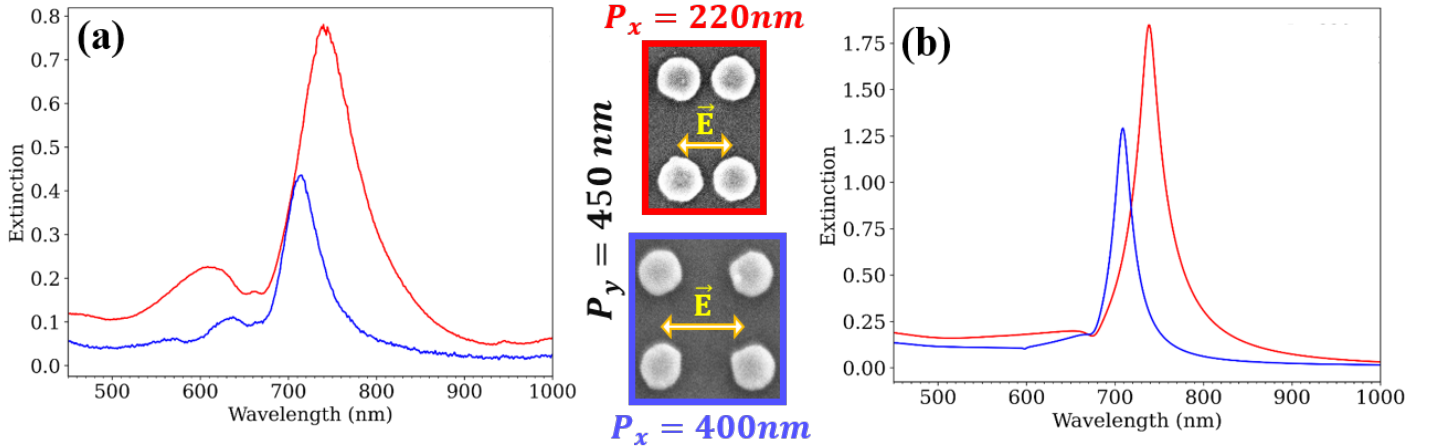 (a)
0.8
0.7
0.6
0.5
0.4
0.3
0.2
0.1
0.0
Extinction
500
600
700
800
900
1000
Wavelength (nm)
P_x = 220nm
E⃗
P_y = 450 nm
E⃗
P_x = 400nm
(b)
1.75
1.50
1.25
1.00
0.75
0.50
0.25
0.00
Extinction
500
600
700
800
900
1000
Wavelength (nm)